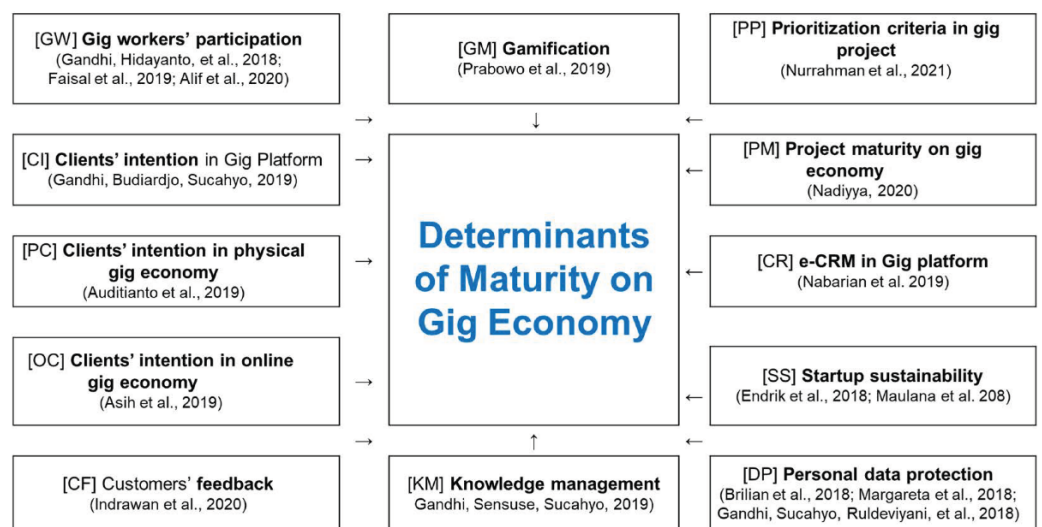 [GW] Gig workers' participation
(Gandhi, Hidayanto, et al., 2018;
Faisal et al., 2019; Alif et al., 2020)
[GM] Gamification
(Prabowo et al., 2019)
[PP] Prioritization criteria in gig
project
(Nurrahman et al., 2021)
→
↓
←
[CI] Clients' intention in Gig Platform
(Gandhi, Budiardjo, Sucahyo, 2019)
→
[PM] Project maturity on gig
economy
(Nadiyya, 2020)
←
[PC] Clients' intention in physical
gig economy
(Auditianto et al., 2019)
→
Determinants
of Maturity on
Gig Economy
←
[CR] e-CRM in Gig platform
(Nabarian et al. 2019)
[OC] Clients' intention in online
gig economy
(Asih et al., 2019)
→
←
[SS] Startup sustainability
(Endrik et al., 2018; Maulana et al. 208)
→
↑
←
[CF] Customers' feedback
(Indrawan et al., 2020)
[KM] Knowledge management
Gandhi, Sensuse, Sucahyo, 2019)
[DP] Personal data protection
(Brilian et al., 2018; Margareta et al., 2018;
Gandhi, Sucahyo, Ruldeviyani, et al., 2018)